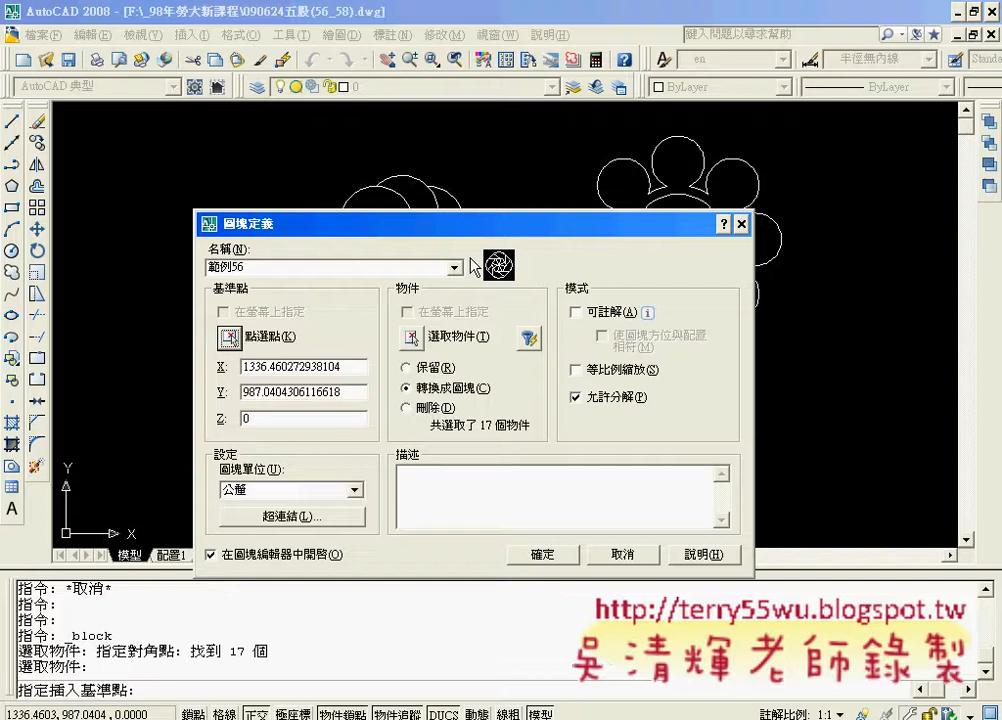 AutoCAD 2008 - [F:\_98年勞大新課程\090624五股(56_58).dwg]
檔案(F) 編輯(E) 檢視(V) 插入(I) 格式(O) 工具(T) 繪圖(D) 標註(N) 修改(M) 視窗(W) 說明(H) 鍵入問題以尋求幫助
en 半徑內無線 Standa
AutoCAD 典型 0 ByLayer ByLayer
圖塊定義
名稱(N):
範例56
基準點 物件 模式
在螢幕上指定 在螢幕上指定 可註解(A)
點選點(K) 選取物件(T) 使圖塊方位與配置相符(M)
X: 1336.460272938104 保留(R) 等比例縮放(S)
Y: 987.0404306116618 轉換成圖塊(C) 允許分解(P)
Z: 0 刪除(D)
共選取了 17 個物件
設定 描述
圖塊單位(U):
公釐
超連結(L)...
在圖塊編輯器中開啟(O) 確定 取消 說明(H)
Y
X
模型 配置1
指令: *取消*
指令:
指令:
指令: _block
選取物件: 指定對角點: 找到 17 個
選取物件:
指定插入基準點:
http://terry55wu.blogspot.tw
吳清輝老師錄製
1336.4603, 987.0404, 0.0000 鎖點 格線 正交 極座標 物件鎖點 物件追蹤 DUCS 動態 線粗 模型 註解比例: 1:1